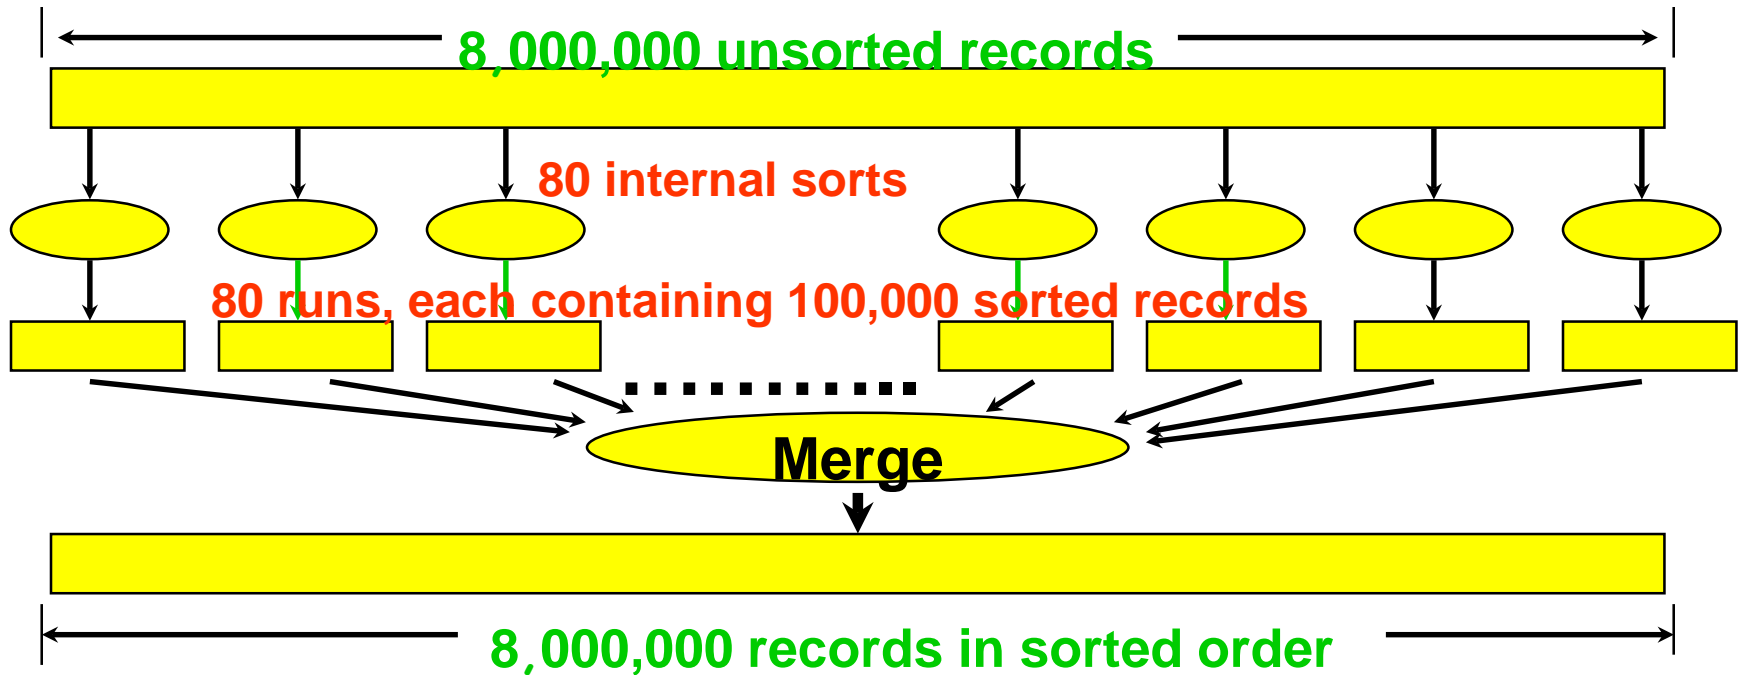 8,000,000 unsorted records
80 internal sorts
80 runs, each containing 100,000 sorted records
Merge
8,000,000 records in sorted order